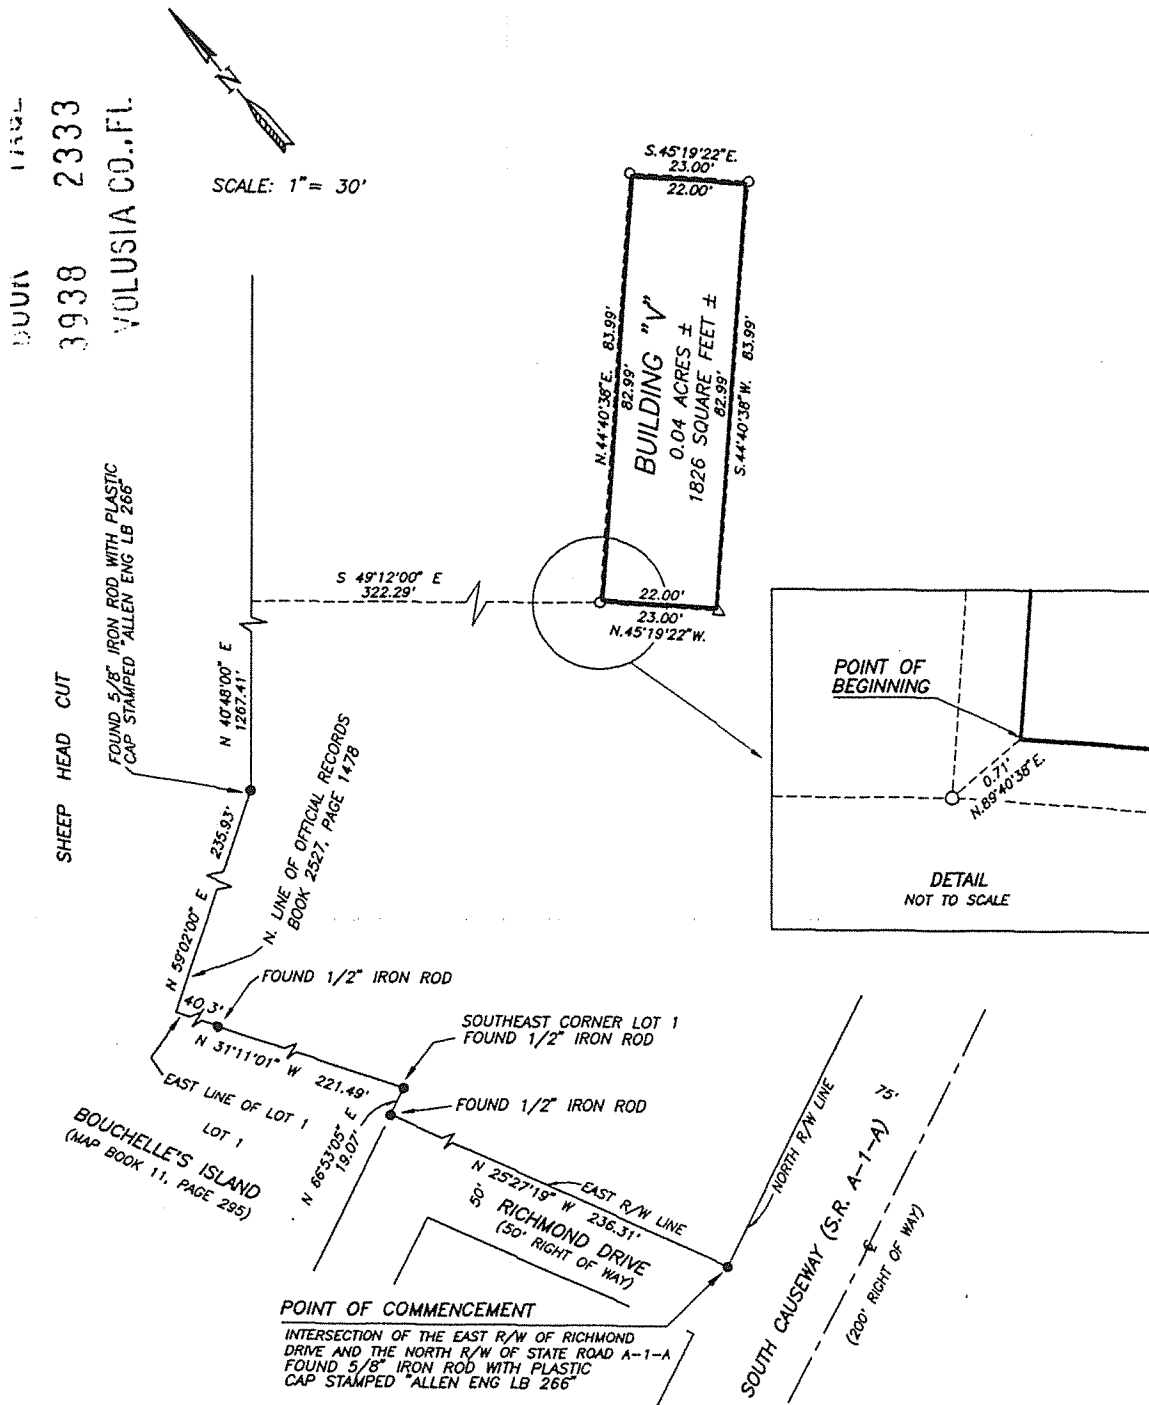 3938 2333
VOLUSIA CO.,FL.
N
SCALE: 1"= 30'
S.45°19'22"E.
23.00'
22.00'
N.44°40'38"E. 83.99'
82.99'
BUILDING "V"
0.04 ACRES ±
1826 SQUARE FEET ±
82.99'
S.44°40'38"W. 83.99'
S 49°12'00" E
322.29'
22.00'
23.00'
N.45°19'22"W.
FOUND 5/8" IRON ROD WITH PLASTIC
CAP STAMPED "ALLEN ENG LB 266"
N 40°48'00" E
1267.41'
SHEEP HEAD CUT
POINT OF
BEGINNING
0.71'
N.89°40'38"E.
DETAIL
NOT TO SCALE
235.93'
N 59°02'00" E
N. LINE OF OFFICIAL RECORDS
BOOK 2527, PAGE 1478
FOUND 1/2" IRON ROD
40.3'
N 31°11'01" W 221.49'
SOUTHEAST CORNER LOT 1
FOUND 1/2" IRON ROD
EAST LINE OF LOT 1
LOT 1
BOUCHELLE'S ISLAND
(MAP BOOK 11, PAGE 295)
FOUND 1/2" IRON ROD
N 66°53'05" E
19.07'
N 25°27'19" W 236.31'
EAST R/W LINE
50'
RICHMOND DRIVE
(50' RIGHT OF WAY)
NORTH R/W LINE
75'
SOUTH CAUSEWAY (S.R. A-1-A)
(200' RIGHT OF WAY)
POINT OF COMMENCEMENT
INTERSECTION OF THE EAST R/W OF RICHMOND
DRIVE AND THE NORTH R/W OF STATE ROAD A-1-A
FOUND 5/8" IRON ROD WITH PLASTIC
CAP STAMPED "ALLEN ENG LB 266"